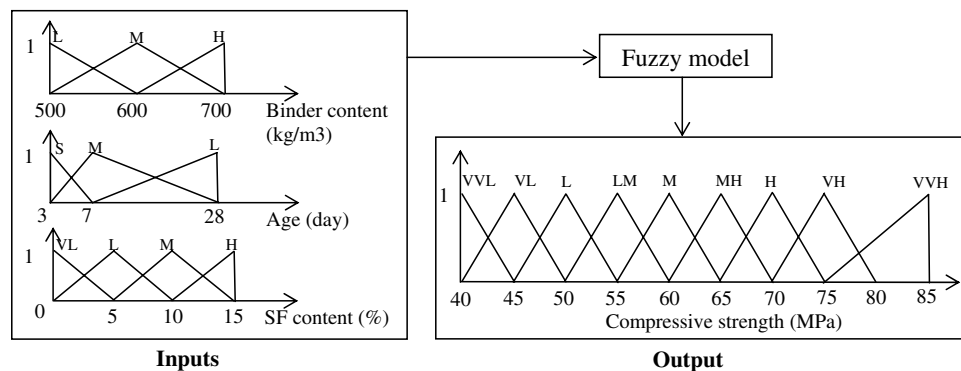 L M H
1
500 600 700
Binder content
(kg/m3)
S M L
1
3 7 28
Age (day)
VL L M H
1
0 5 10 15
SF content (%)
Inputs
Fuzzy model
VVL VL L LM M MH H VH VVH
1
40 45 50 55 60 65 70 75 80 85
Compressive strength (MPa)
Output